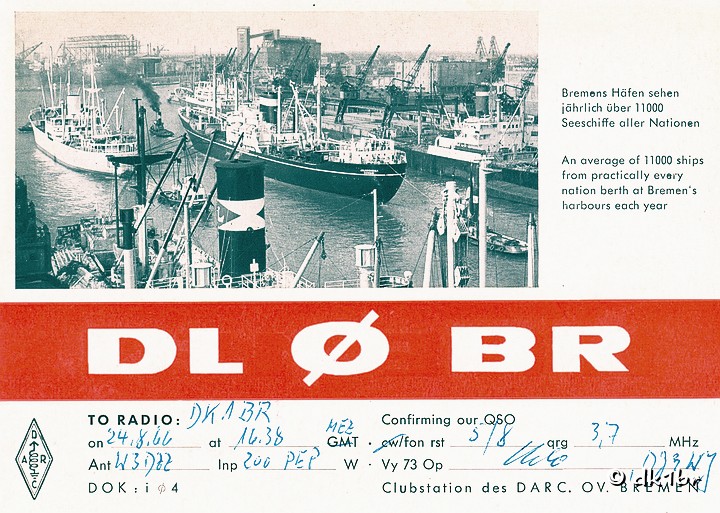 Bremens Häfen sehen
jährlich über 11000
Seeschiffe aller Nationen
An average of 11000 ships
from practically every
nation berth at Bremen's
harbours each year
DL Ø BR
TO RADIO: DK1BR Confirming our QSO
on 24.8.66 at 16.38 MEZ GMT · cw/fon rst 5/8 qrg 3,7 MHz
Ant W3DZZ Inp 200 PEP W · Vy 73 Op DJ3WJ
DOK : i ø 4 Clubstation des DARC, OV. BREMEN
DARC
© dk1br